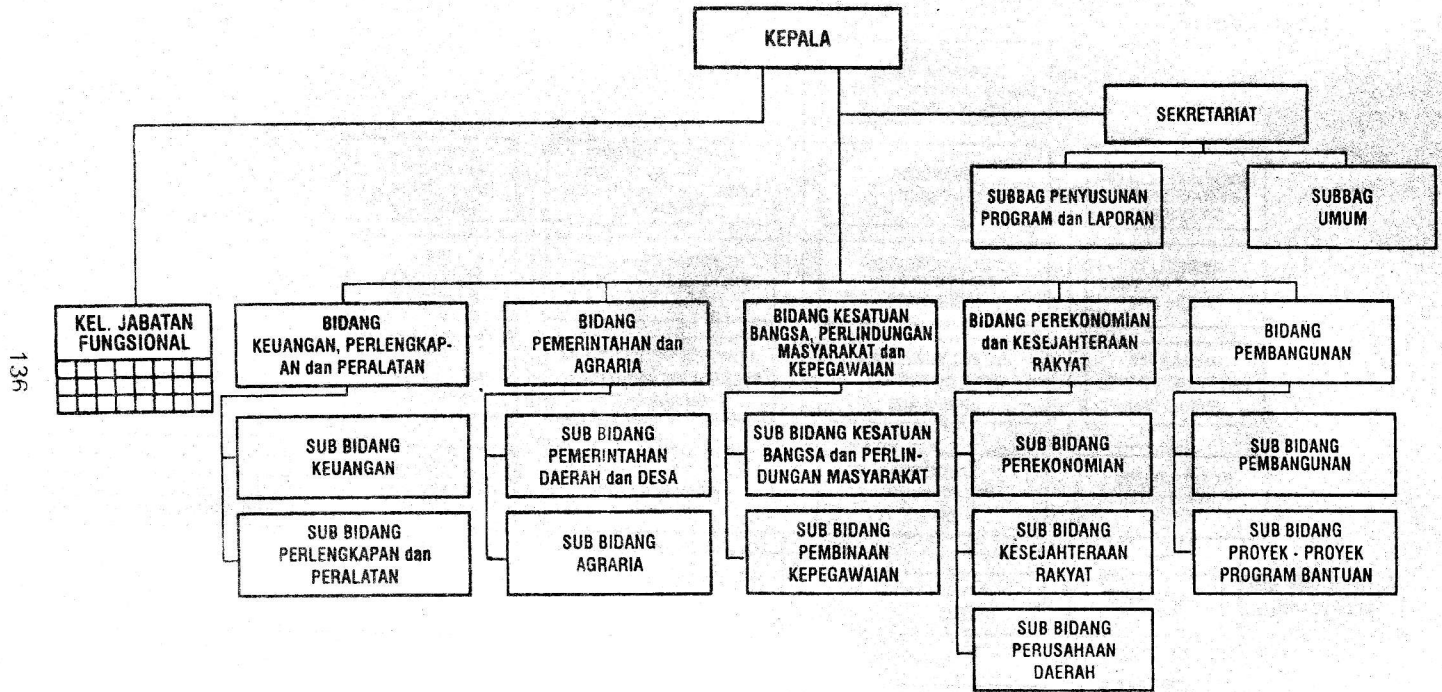 KEPALA
SEKRETARIAT
SUBBAG PENYUSUNAN
PROGRAM dan LAPORAN
SUBBAG
UMUM
KEL. JABATAN
FUNGSIONAL
BIDANG
KEUANGAN, PERLENGKAP-
AN dan PERALATAN
BIDANG
PEMERINTAHAN dan
AGRARIA
BIDANG KESATUAN
BANGSA, PERLINDUNGAN
MASYARAKAT dan
KEPEGAWAIAN
BIDANG PEREKONOMIAN
dan KESEJAHTERAAN
RAKYAT
BIDANG
PEMBANGUNAN
SUB BIDANG
KEUANGAN
SUB BIDANG
PERLENGKAPAN dan
PERALATAN
SUB BIDANG
PEMERINTAHAN
DAERAH dan DESA
SUB BIDANG
AGRARIA
SUB BIDANG KESATUAN
BANGSA dan PERLIN-
DUNGAN MASYARAKAT
SUB BIDANG
PEMBINAAN
KEPEGAWAIAN
SUB BIDANG
PEREKONOMIAN
SUB BIDANG
KESEJAHTERAAN
RAKYAT
SUB BIDANG
PERUSAHAAN
DAERAH
SUB BIDANG
PEMBANGUNAN
SUB BIDANG
PROYEK - PROYEK
PROGRAM BANTUAN
136